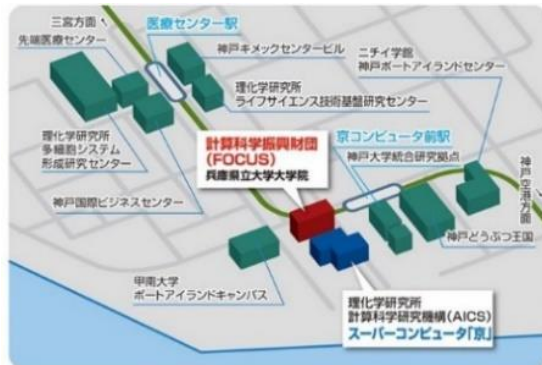 三宮方面
医療センター駅
先端医療センター
神戸キメックセンタービル
ニチイ学館
神戸ポートアイランドセンター
理化学研究所
ライフサイエンス技術基盤研究センター
計算科学振興財団
(FOCUS)
兵庫県立大学大学院
京コンピュータ前駅
神戸大学統合研究拠点
理化学研究所
多細胞システム
形成研究センター
神戸国際ビジネスセンター
神戸空港方面
神戸どうぶつ王国
甲南大学
ポートアイランドキャンパス
理化学研究所
計算科学研究機構(AICS)
スーパーコンピュータ「京」